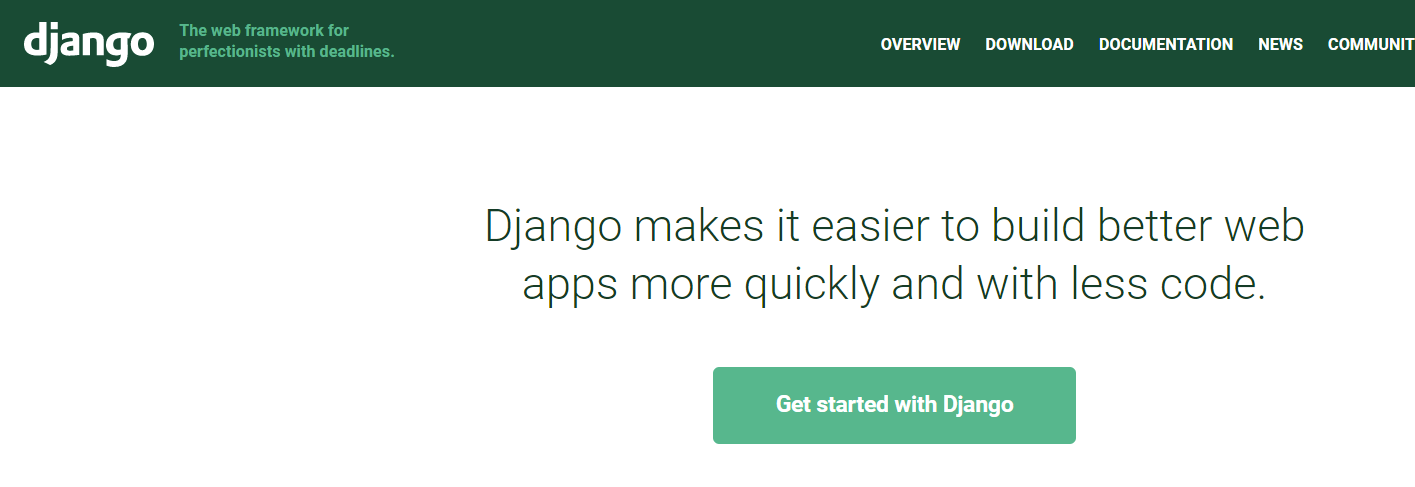 django
The web framework for
perfectionists with deadlines.
OVERVIEW DOWNLOAD DOCUMENTATION NEWS COMMUNIT
Django makes it easier to build better web
apps more quickly and with less code.
Get started with Django